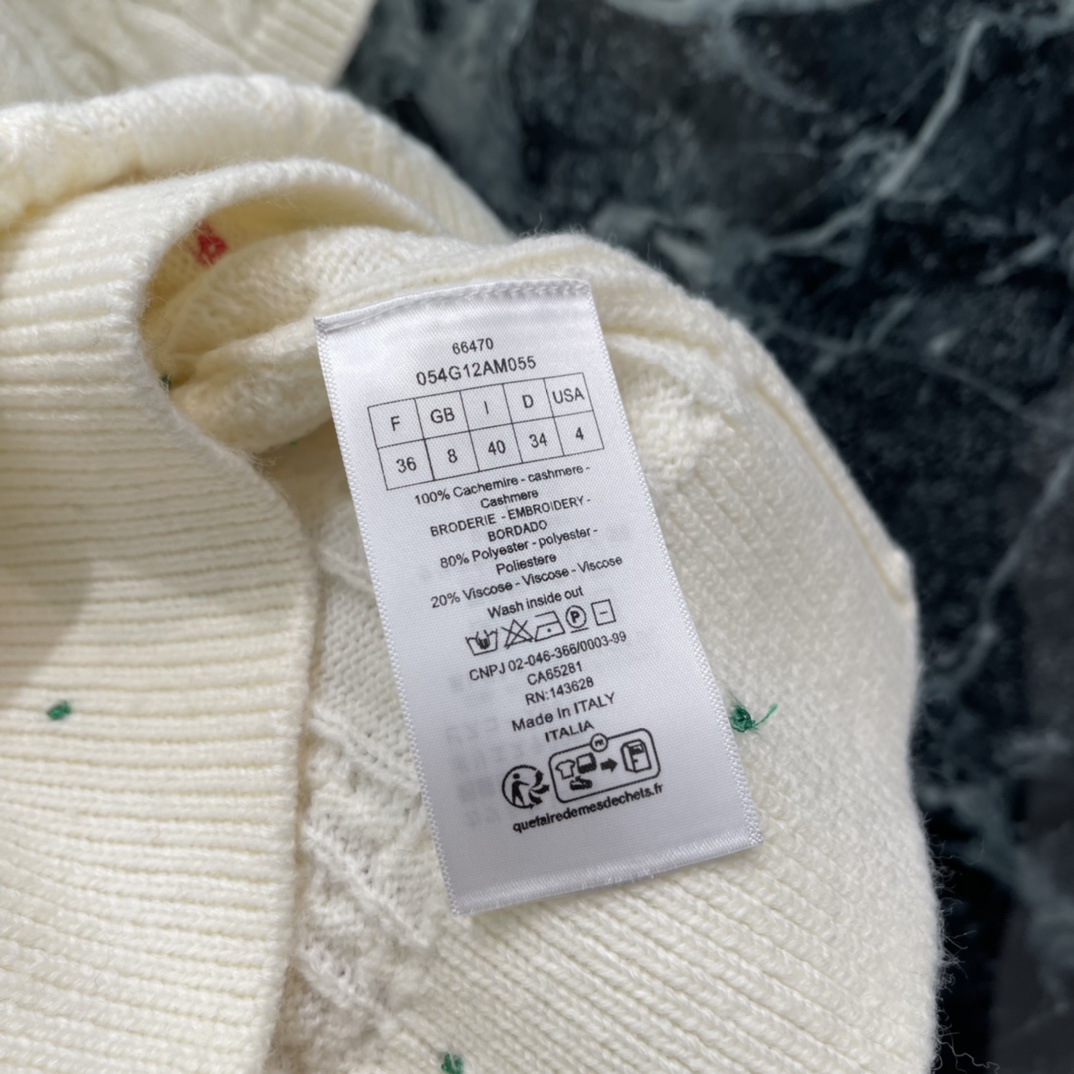 66470
054G12AM055
F GB I D USA
36 8 40 34 4
100% Cachemire - cashmere -
Cashmere
BRODERIE - EMBROIDERY -
BORDADO
80% Polyester - polyester -
Poliestere
20% Viscose - Viscose - Viscose
Wash inside out
P
CNPJ 02-046-366/0003-99
CA65281
RN:143628
Made In ITALY
ITALIA
FR
quefairedemesdechets.fr